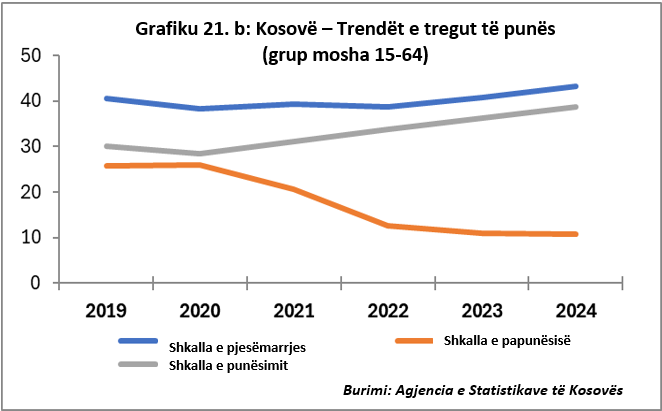 Grafiku 21. b: Kosovë – Trendët e tregut të punës
(grup mosha 15-64)
50
40
30
20
10
0
2019 2020 2021 2022 2023 2024
Shkalla e pjesëmarrjes Shkalla e papunësisë
Shkalla e punësimit
Burimi: Agjencia e Statistikave të Kosovës